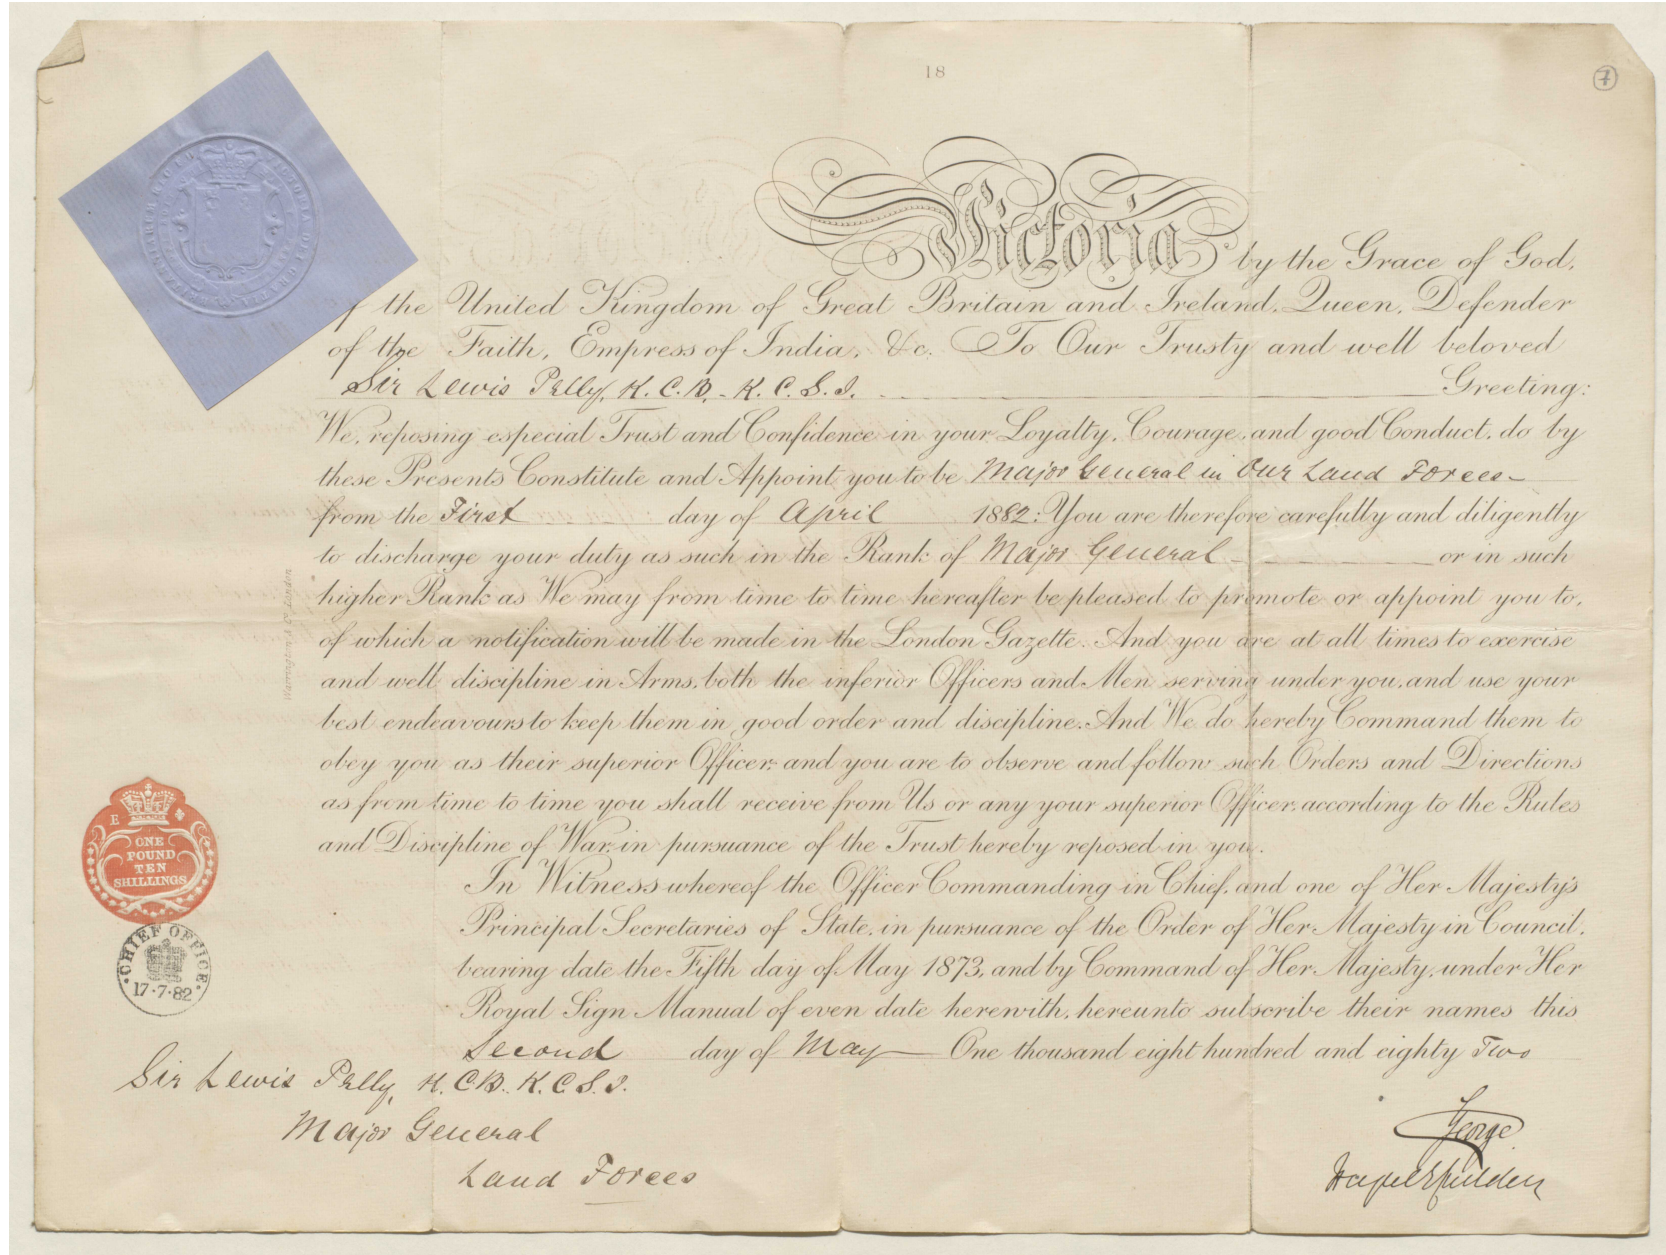 18
7
Victoria by the Grace of God,
of the United Kingdom of Great Britain and Ireland, Queen, Defender
of the Faith, Empress of India, &c. To Our Trusty and well beloved
Sir Lewis Pelly, K. C. B. - K. C. S. I. Greeting:
We, reposing especial Trust and Confidence in your Loyalty, Courage, and good Conduct, do by
these Presents Constitute and Appoint you to be Major General in Our Land Forces
from the First day of April 1882: You are therefore carefully and diligently
to discharge your duty as such in the Rank of Major General or in such
higher Rank as We may from time to time hereafter be pleased to promote or appoint you to,
of which a notification will be made in the London Gazette. And you are at all times to exercise
and well discipline in Arms, both the inferior Officers and Men serving under you, and use your
best endeavours to keep them in good order and discipline. And We do hereby Command them to
obey you as their superior Officer: and you are to observe and follow such Orders and Directions
as from time to time you shall receive from Us or any your superior Officer, according to the Rules
and Discipline of War, in pursuance of the Trust hereby reposed in you.
In Witness whereof the Officer Commanding in Chief, and one of Her Majesty's
Principal Secretaries of State, in pursuance of the Order of Her Majesty in Council,
bearing date the Fifth day of May 1873, and by Command of Her Majesty, under Her
Royal Sign Manual of even date herewith, hereunto subscribe their names this
Second day of May One thousand eight hundred and eighty Two
E
ONE
POUND
TEN
SHILLINGS
CHIEF OFFICE
17·7·82
Sir Lewis Pelly, K. C. B. K. C. S. I.
Major General
Land Forces
George